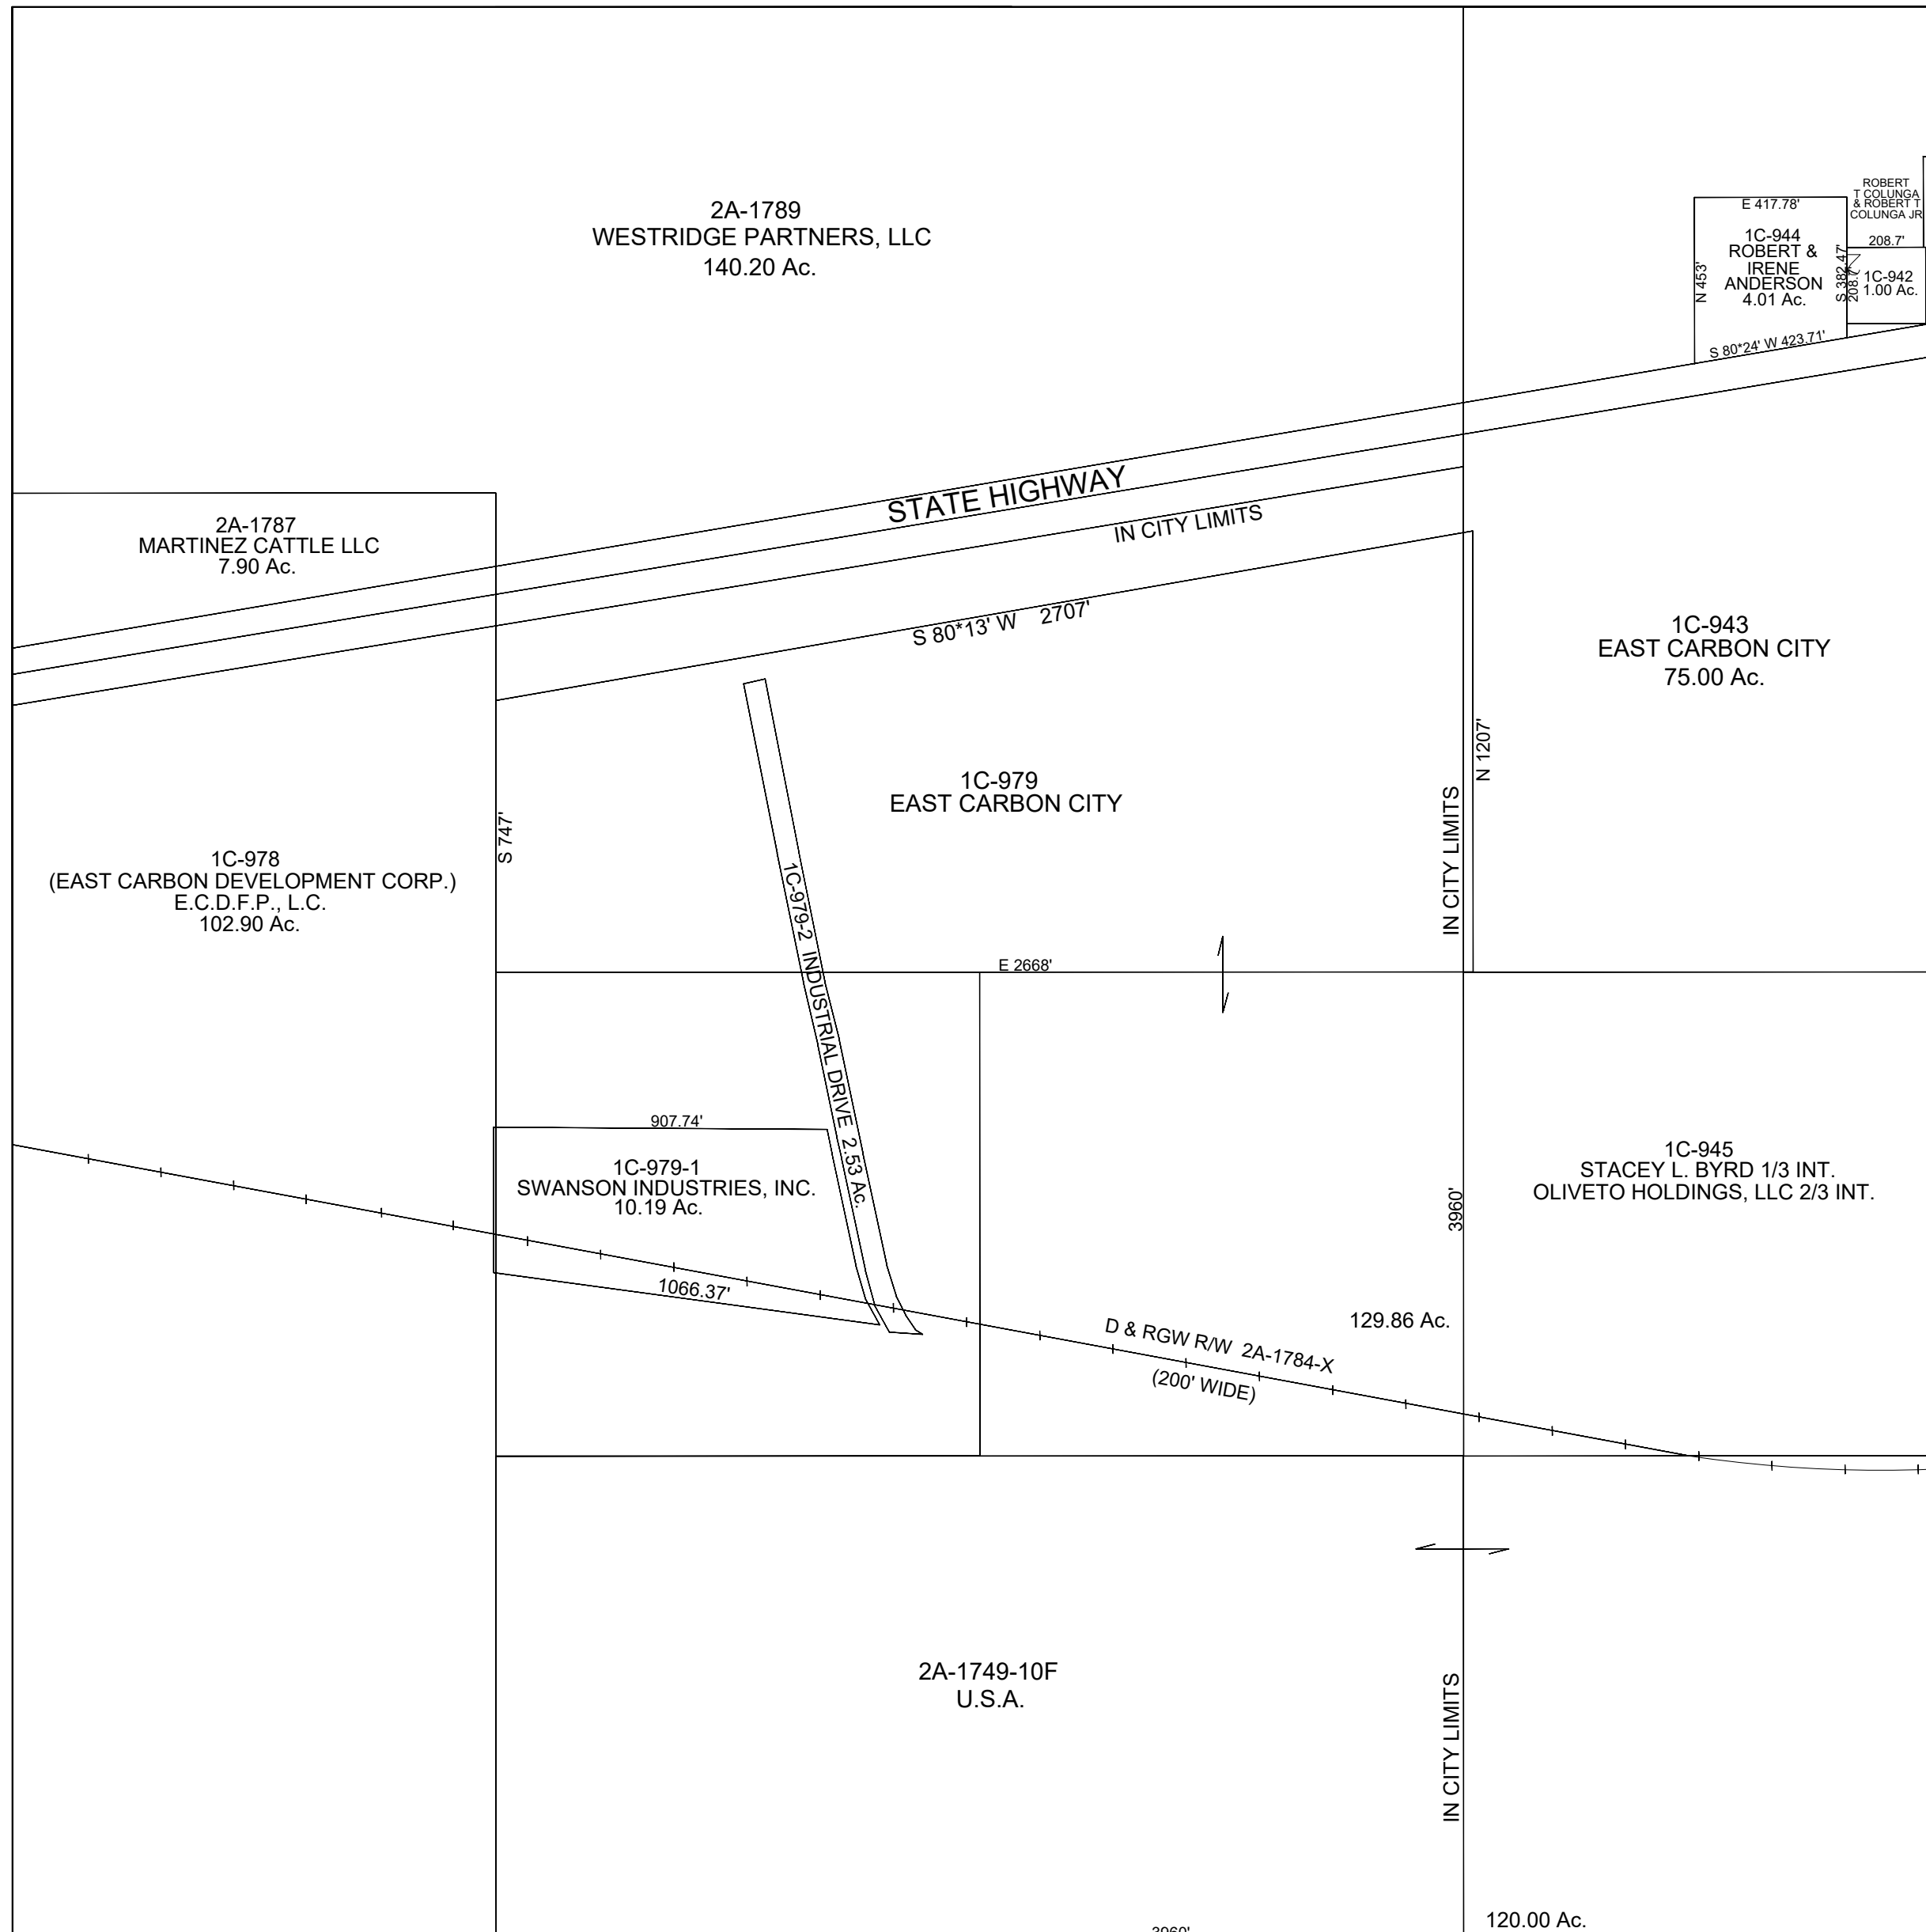 2A-1789
WESTRIDGE PARTNERS, LLC
140.20 Ac.
ROBERT
T COLUNGA
& ROBERT T
COLUNGA JR
E 417.78'
1C-944
ROBERT &
IRENE
ANDERSON
4.01 Ac.
N 453'
S 382.47'
S 80*24' W 423.71'
208.7'
208.7'
1C-942
1.00 Ac.
STATE HIGHWAY
IN CITY LIMITS
2A-1787
MARTINEZ CATTLE LLC
7.90 Ac.
S 80*13' W 2707'
1C-943
EAST CARBON CITY
75.00 Ac.
N 1207'
1C-979
EAST CARBON CITY
IN CITY LIMITS
S 747'
1C-978
(EAST CARBON DEVELOPMENT CORP.)
E.C.D.F.P., L.C.
102.90 Ac.
1C-979-2 INDUSTRIAL DRIVE 2.53 Ac.
E 2668'
907.74'
1C-979-1
SWANSON INDUSTRIES, INC.
10.19 Ac.
1066.37'
1C-945
STACEY L. BYRD 1/3 INT.
OLIVETO HOLDINGS, LLC 2/3 INT.
3960'
129.86 Ac.
D & RGW R/W 2A-1784-X
(200' WIDE)
2A-1749-10F
U.S.A.
IN CITY LIMITS
120.00 Ac.
3960'